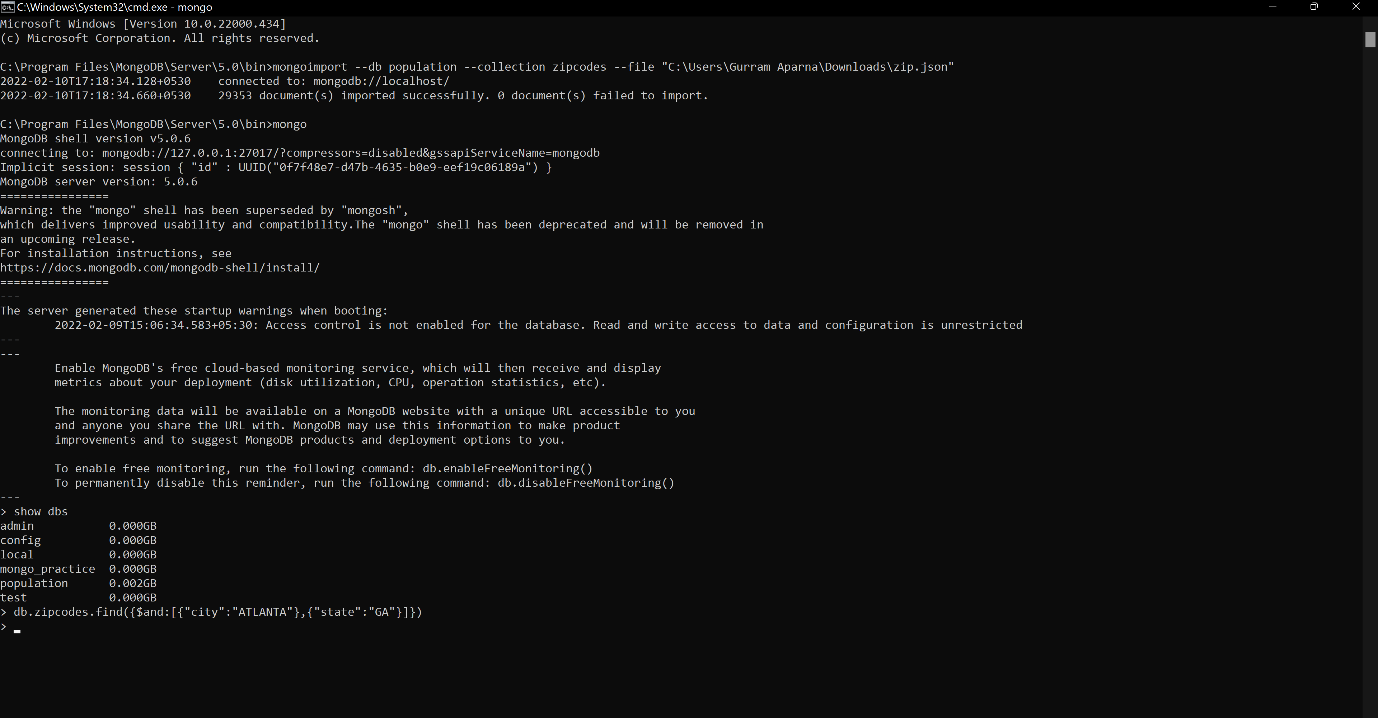 C:\Windows\System32\cmd.exe - mongo
Microsoft Windows [Version 10.0.22000.434]
(c) Microsoft Corporation. All rights reserved.
C:\Program Files\MongoDB\Server\5.0\bin>mongoimport --db population --collection zipcodes --file "C:\Users\Gurram Aparna\Downloads\zip.json"
2022-02-10T17:18:34.128+0530    connected to: mongodb://localhost/
2022-02-10T17:18:34.660+0530    29353 document(s) imported successfully. 0 document(s) failed to import.
C:\Program Files\MongoDB\Server\5.0\bin>mongo
MongoDB shell version v5.0.6
connecting to: mongodb://127.0.0.1:27017/?compressors=disabled&gssapiServiceName=mongodb
Implicit session: session { "id" : UUID("0f7f48e7-d47b-4635-b0e9-eef19c06189a") }
MongoDB server version: 5.0.6
================
Warning: the "mongo" shell has been superseded by "mongosh",
which delivers improved usability and compatibility.The "mongo" shell has been deprecated and will be removed in
an upcoming release.
For installation instructions, see
https://docs.mongodb.com/mongodb-shell/install/
================
---
The server generated these startup warnings when booting:
        2022-02-09T15:06:34.583+05:30: Access control is not enabled for the database. Read and write access to data and configuration is unrestricted
---
---
        Enable MongoDB's free cloud-based monitoring service, which will then receive and display
        metrics about your deployment (disk utilization, CPU, operation statistics, etc).
        The monitoring data will be available on a MongoDB website with a unique URL accessible to you
        and anyone you share the URL with. MongoDB may use this information to make product
        improvements and to suggest MongoDB products and deployment options to you.
        To enable free monitoring, run the following command: db.enableFreeMonitoring()
        To permanently disable this reminder, run the following command: db.disableFreeMonitoring()
---
> show dbs
admin           0.000GB
config          0.000GB
local           0.000GB
mongo_practice  0.000GB
population      0.002GB
test            0.000GB
> db.zipcodes.find({$and:[{"city":"ATLANTA"},{"state":"GA"}]})
>